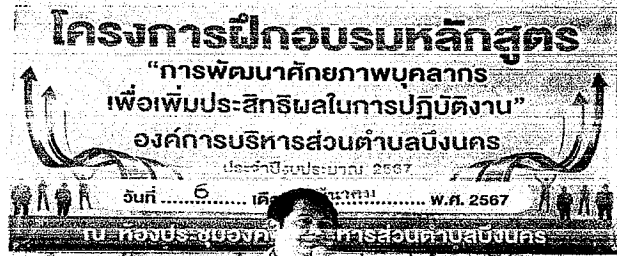 โครงการฝึกอบรมหลักสูตร
“การพัฒนาศักยภาพบุคลากร
เพื่อเพิ่มประสิทธิผลในการปฏิบัติงาน”
องค์การบริหารส่วนตำบลบึงนคร
ประจำปีงบประมาณ 2567
วันที่ ..... 6 ..... พ.ศ. 2567
ณ ห้องประชุมองค์ หารส่วนตำบลบึงนคร